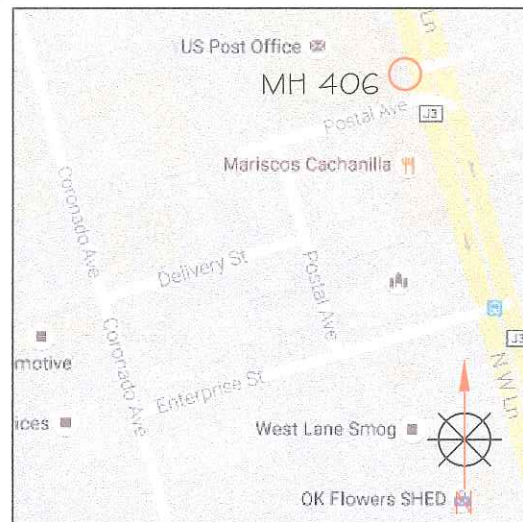 US Post Office
S
MH 406
Postal Ave
J3
Mariscos Cachanilla
Coronado Ave
Delivery St
Postal Ave
Coronado Ave
J3
motive
Enterprise St
N W Ln
ices
West Lane Smog
OK Flowers SHED